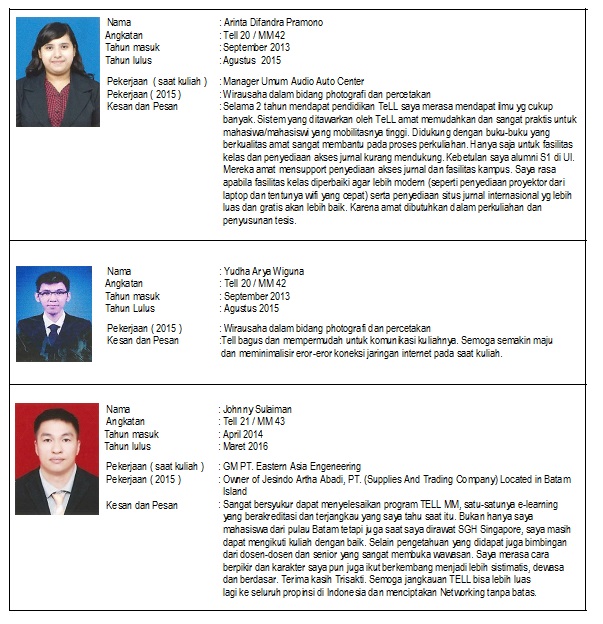 Nama : Arinta Difandra Pramono
Angkatan : Tell 20 / MM 42
Tahun masuk : September 2013
Tahun lulus : Agustus 2015
Pekerjaan ( saat kuliah ) : Manager Umum Audio Auto Center
Pekerjaan ( 2015 ) : Wirausaha dalam bidang photografi dan percetakan
Kesan dan Pesan : Selama 2 tahun mendapat pendidikan TeLL saya merasa mendapat ilmu yg cukup
banyak. Sistem yang ditawarkan oleh TeLL amat memudahkan dan sangat praktis untuk
mahasiwa/mahasiswi yang mobilitasnya tinggi. Didukung dengan buku-buku yang
berkualitas amat sangat membantu pada proses perkuliahan. Hanya saja untuk fasilitas
kelas dan penyediaan akses jurnal kurang mendukung. Kebetulan saya alumni S1 di UI.
Mereka amat mensupport penyediaan akses jurnal dan fasilitas kampus. Saya rasa
apabila fasilitas kelas diperbaiki agar lebih modern (seperti penyediaan proyektor dari
laptop dan tentunya wifi yang cepat) serta penyediaan situs jurnal internasional yg lebih
luas dan gratis akan lebih baik. Karena amat dibutuhkan dalam perkuliahan dan
penyusunan tesis.
Nama : Yudha Arya Wiguna
Angkatan : Tell 20 / MM 42
Tahun masuk : September 2013
Tahun Lulus : Agustus 2015
Pekerjaan ( 2015 ) : Wirausaha dalam bidang photografi dan percetakan
Kesan dan Pesan :Tell bagus dan mempermudah untuk komunikasi kuliahnya. Semoga semakin maju
dan meminimalisir eror-eror koneksi jaringan internet pada saat kuliah.
Nama : Johnny Sulaiman
Angkatan : Tell 21 / MM 43
Tahun masuk : April 2014
Tahun lulus : Maret 2016
Pekerjaan ( saat kuliah ) : GM PT. Eastern Asia Engeneering
Pekerjaan ( 2015 ) : Owner of Jesindo Artha Abadi, PT. (Supplies And Trading Company) Located in Batam
Island
Kesan dan Pesan : Sangat bersyukur dapat menyelesaikan program TELL MM, satu-satunya e-learning
yang berakreditasi dan terjangkau yang saya tahu saat itu. Bukan hanya saya
mahasiswa dari pulau Batam tetapi juga saat saya dirawat SGH Singapore, saya masih
dapat mengikuti kuliah dengan baik. Selain pengetahuan yang didapat juga bimbingan
dari dosen-dosen dan senior yang sangat membuka wawasan. Saya merasa cara
berpikir dan karakter saya pun juga ikut berkembang menjadi lebih sistimatis, dewasa
dan berdasar. Terima kasih Trisakti. Semoga jangkauan TELL bisa lebih luas
lagi ke seluruh propinsi di Indonesia dan menciptakan Networking tanpa batas.